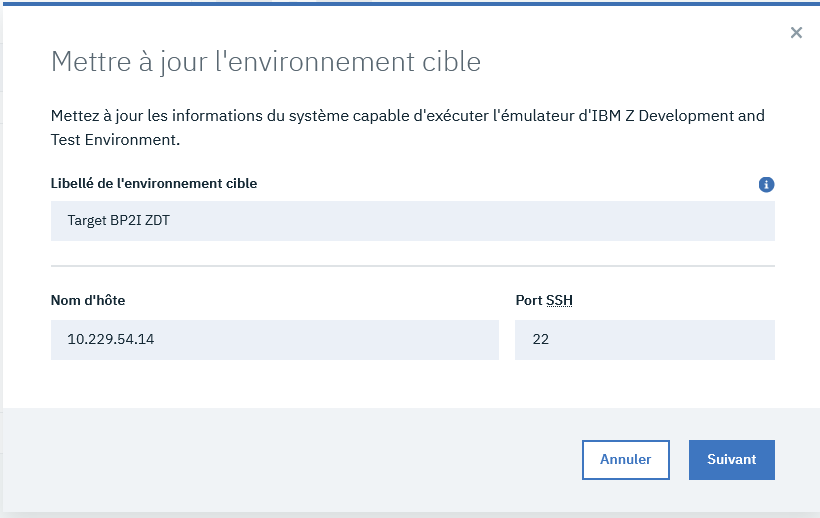 Mettre à jour l'environnement cible
Mettez à jour les informations du système capable d'exécuter l'émulateur d'IBM Z Development and
Test Environment.
Libellé de l'environnement cible
Target BP2I ZDT
Nom d'hôte
Port SSH
10.229.54.14
22
Annuler
Suivant